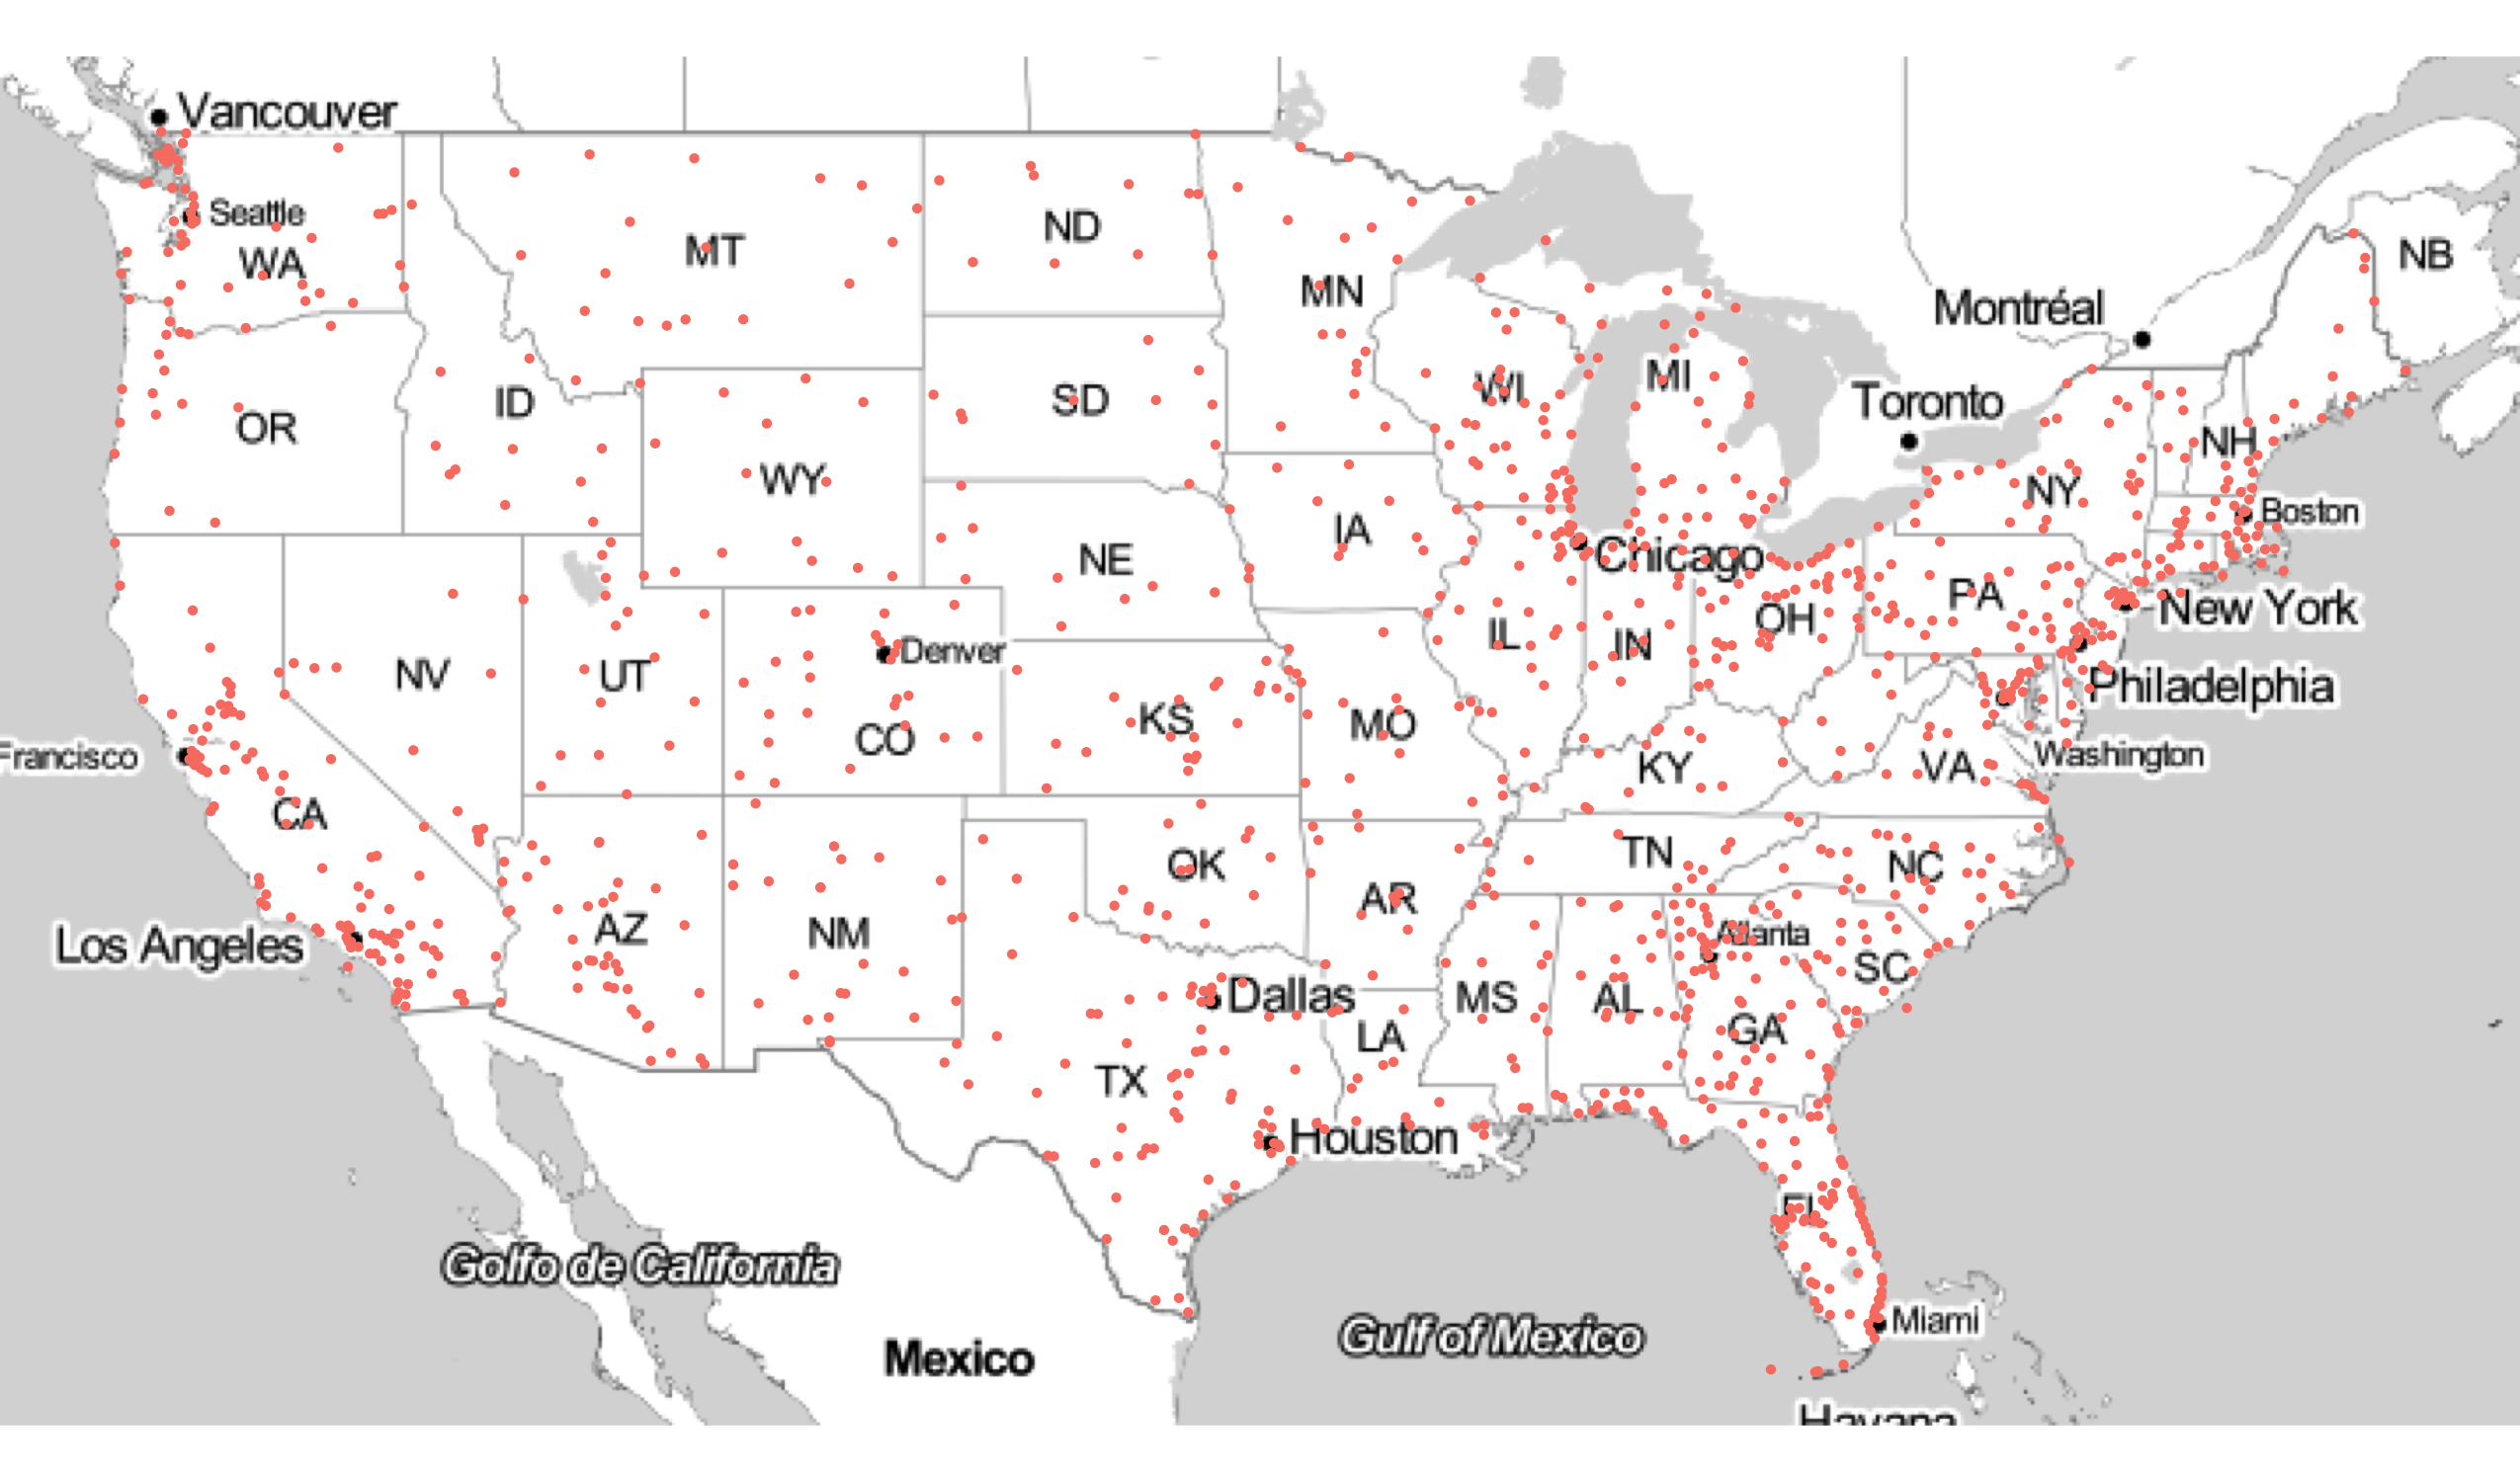 Vancouver
Seattle
WA
MT
ND
MN
NB
Montréal
OR
ID
SD
WI
MI
Toronto
NH
WY
NY
Boston
IA
NE
Chicago
PA
New York
OH
IL
IN
Denver
NV
UT
Philadelphia
KS
MO
CO
Francisco
KY
VA
Washington
CA
TN
NC
OK
AR
AZ
NM
Los Angeles
Atlanta
SC
Dallas
MS
AL
LA
GA
TX
Houston
FL
Golfo de California
Miami
Gulf of Mexico
Mexico
Havana